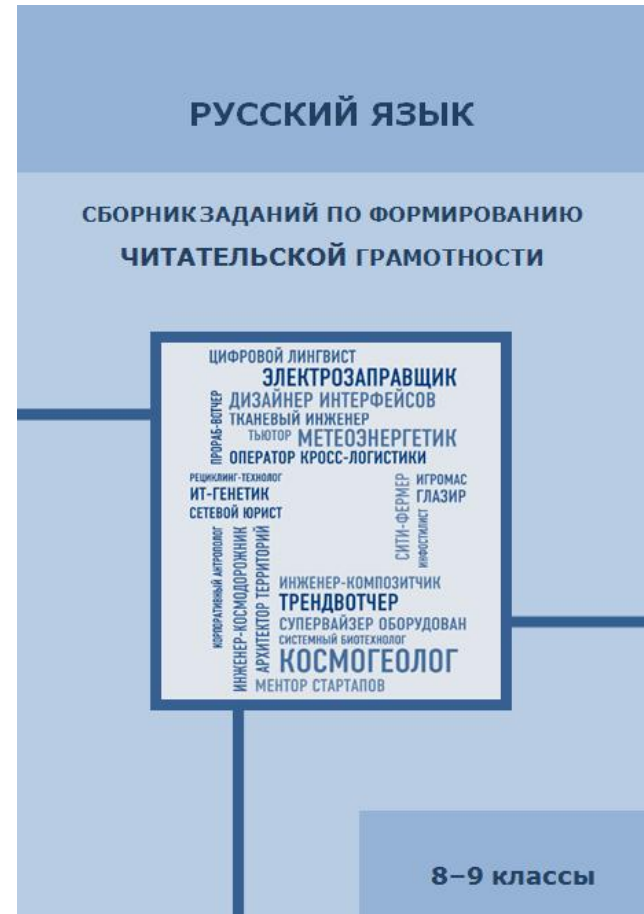 РУССКИЙ ЯЗЫК
СБОРНИК ЗАДАНИЙ ПО ФОРМИРОВАНИЮ
ЧИТАТЕЛЬСКОЙ ГРАМОТНОСТИ
ЦИФРОВОЙ ЛИНГВИСТ
ЭЛЕКТРОЗАПРАВЩИК
ПРОРАБ-ВОТЧЕР
ДИЗАЙНЕР ИНТЕРФЕЙСОВ
ТКАНЕВЫЙ ИНЖЕНЕР
ТЬЮТОР МЕТЕОЭНЕРГЕТИК
ОПЕРАТОР КРОСС-ЛОГИСТИКИ
РЕЦИКЛИНГ-ТЕХНОЛОГ
ИТ-ГЕНЕТИК
СЕТЕВОЙ ЮРИСТ
СИТИ-ФЕРМЕР
ИГРОМАС
ГЛАЗИР
ИНФОСТИЛИСТ
КОРПОРАТИВНЫЙ АНТРОПОЛОГ
ИНЖЕНЕР-КОСМОДОРОЖНИК
АРХИТЕКТОР ТЕРРИТОРИЙ
ИНЖЕНЕР-КОМПОЗИТЧИК
ТРЕНДВОТЧЕР
СУПЕРВАЙЗЕР ОБОРУДОВАН
СИСТЕМНЫЙ БИОТЕХНОЛОГ
КОСМОГЕОЛОГ
МЕНТОР СТАРТАПОВ
8–9 классы